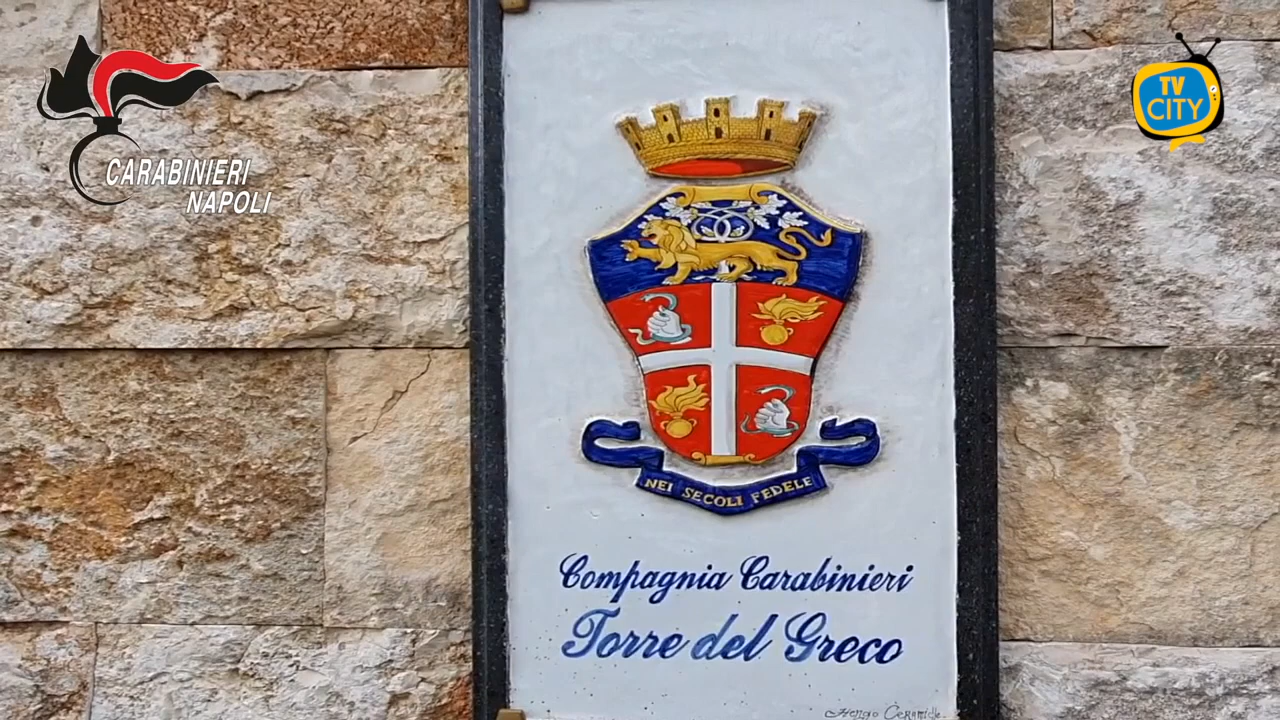 CARABINIERI
NAPOLI
TV
CITY
NEI SECOLI FEDELE
Compagnia Carabinieri
Torre del Greco